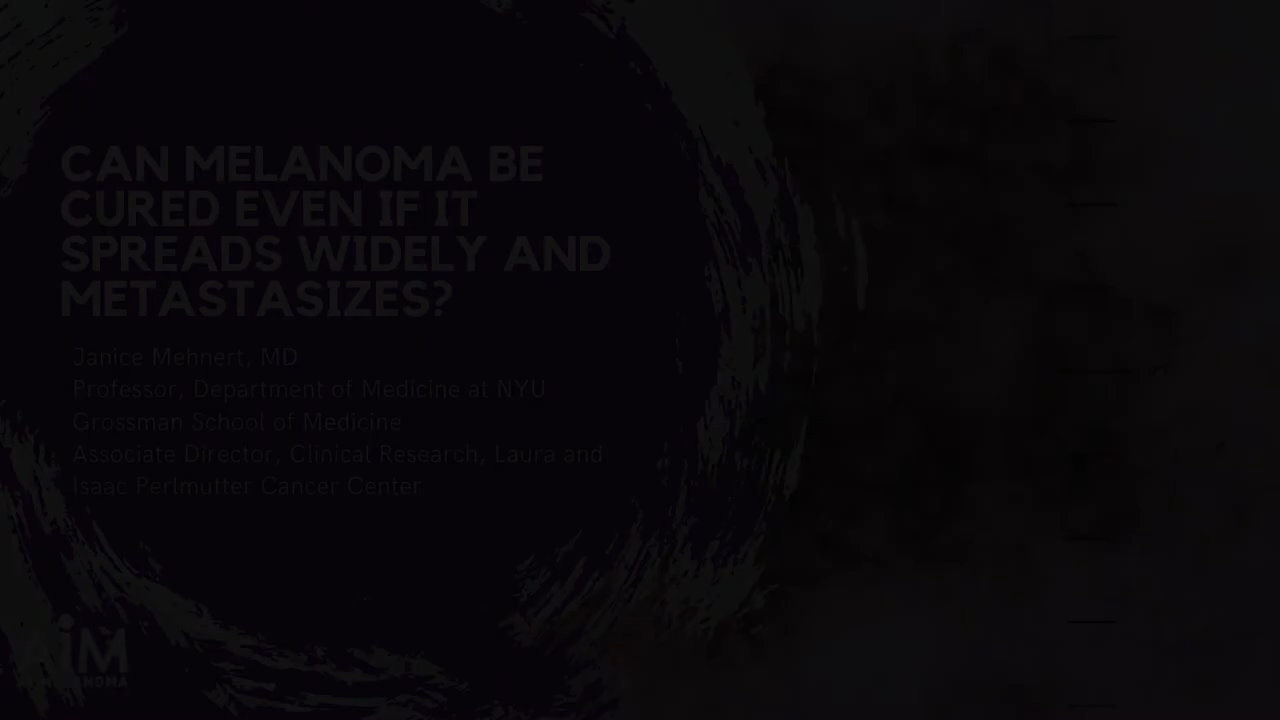 CAN MELANOMA BE
CURED EVEN IF IT
SPREADS WIDELY AND
METASTASIZES?
Janice Mehnert, MD
Professor, Department of Medicine at NYU
Grossman School of Medicine
Associate Director, Clinical Research, Laura and
Isaac Perlmutter Cancer Center
AiM